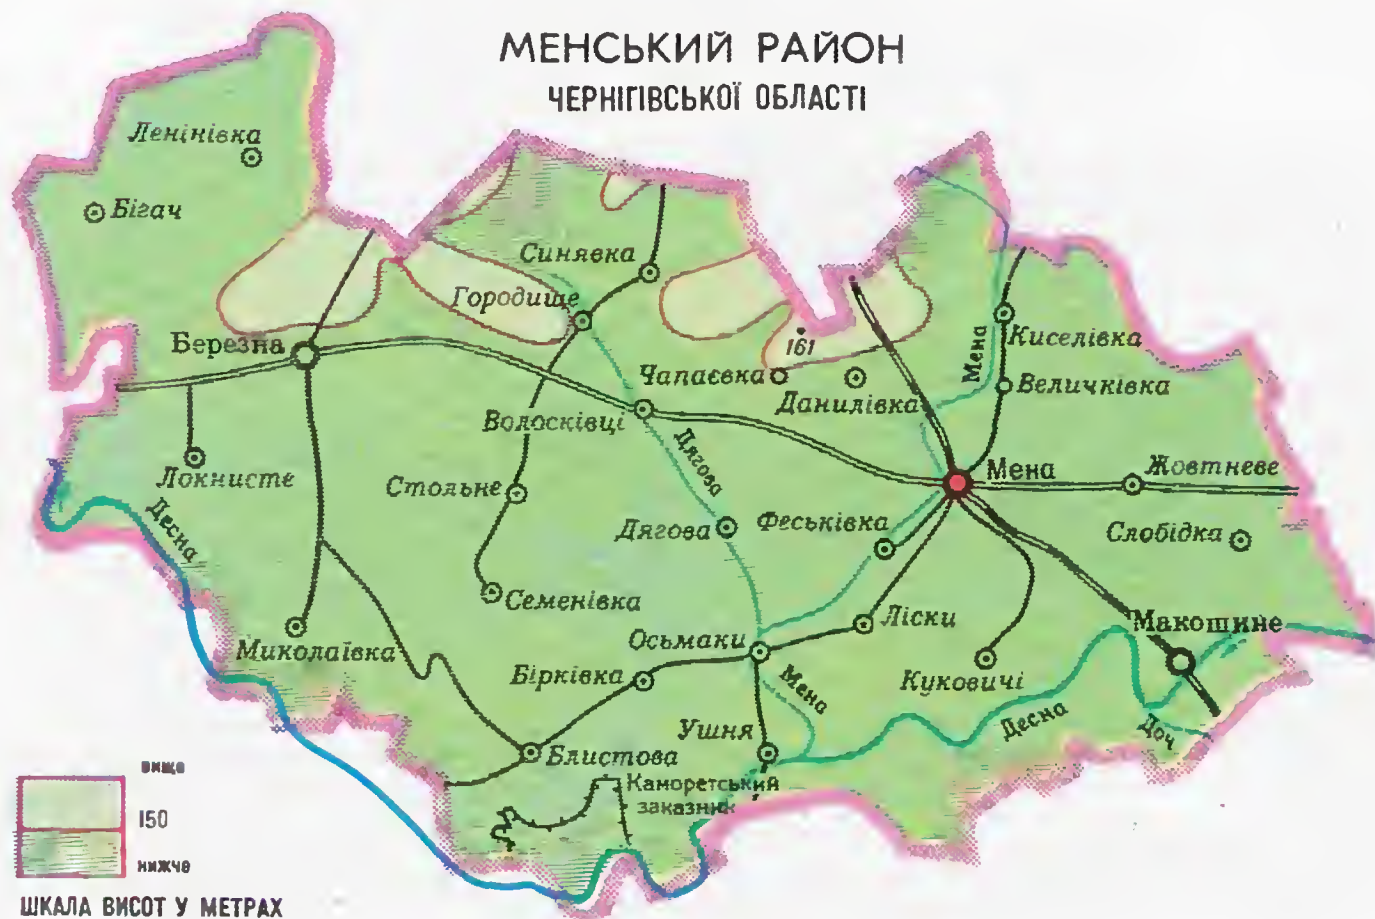 МЕНСЬКИЙ РАЙОН
ЧЕРНІГІВСЬКОЇ ОБЛАСТІ
Ленінівка
Бігач
Синявка
Городище
Березна
161
Мена
Киселівка
Чапаєвка
Данилівка
Величківка
Волосківці
Дягова
Локнисте
Стольне
Мена
Жовтневе
Десна
Дягова
Феськівка
Слобідка
Семенівка
Миколаївка
Осьмаки
Ліски
Макошине
Бірківка
Мена
Куковичі
Ушня
Десна
Доч
Блистова
Каморетський
заказник
вище
150
нижче
ШКАЛА ВИСОТ У МЕТРАХ